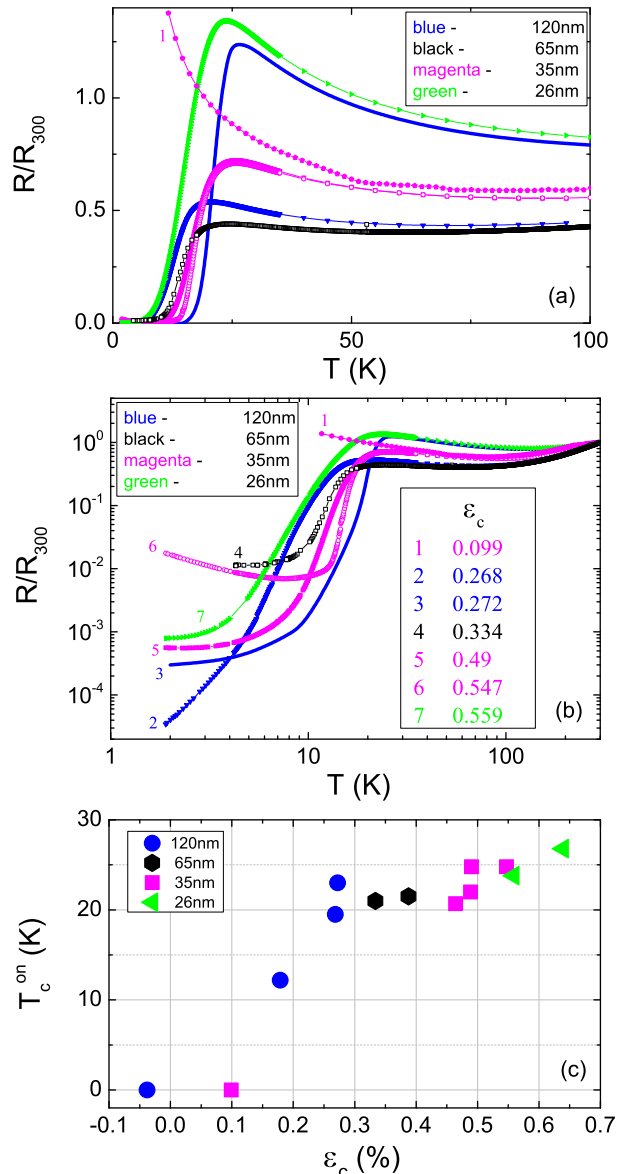 1
blue - 120nm
black - 65nm
magenta - 35nm
green - 26nm
1.2
0.8
0.4
0.0
R/R300
(a)
0 50 100
T (K)
blue - 120nm
black - 65nm
magenta - 35nm
green - 26nm
1
10^0
10^-1
10^-2
10^-3
10^-4
R/R300
6
4
7
5
3
2
εc
1 0.099
2 0.268
3 0.272
4 0.334
5 0.49
6 0.547
7 0.559
(b)
1 10 100
T (K)
120nm
65nm
35nm
26nm
30
20
10
0
Tc^on (K)
(c)
-0.1 0.0 0.1 0.2 0.3 0.4 0.5 0.6 0.7
εc (%)